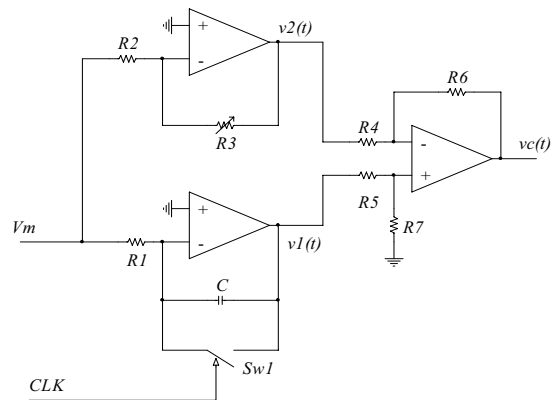 +
v2(t)
R2
-
R3
R6
R4
-
vc(t)
+
R5
R7
+
Vm
R1
-
v1(t)
C
Sw1
CLK